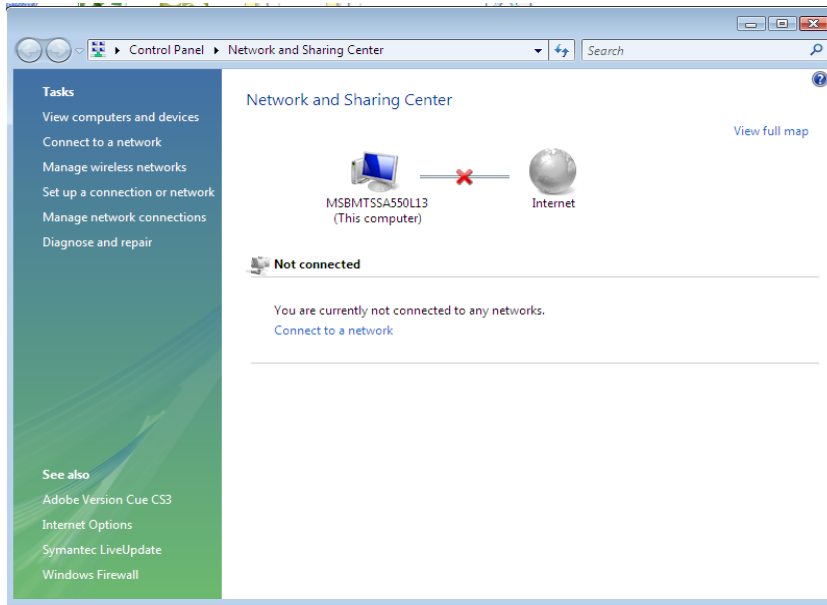 Control Panel Network and Sharing Center Search
Tasks
View computers and devices
Connect to a network
Manage wireless networks
Set up a connection or network
Manage network connections
Diagnose and repair
See also
Adobe Version Cue CS3
Internet Options
Symantec LiveUpdate
Windows Firewall
Network and Sharing Center
View full map
MSBMTSSA550L13
(This computer)
Internet
Not connected
You are currently not connected to any networks.
Connect to a network